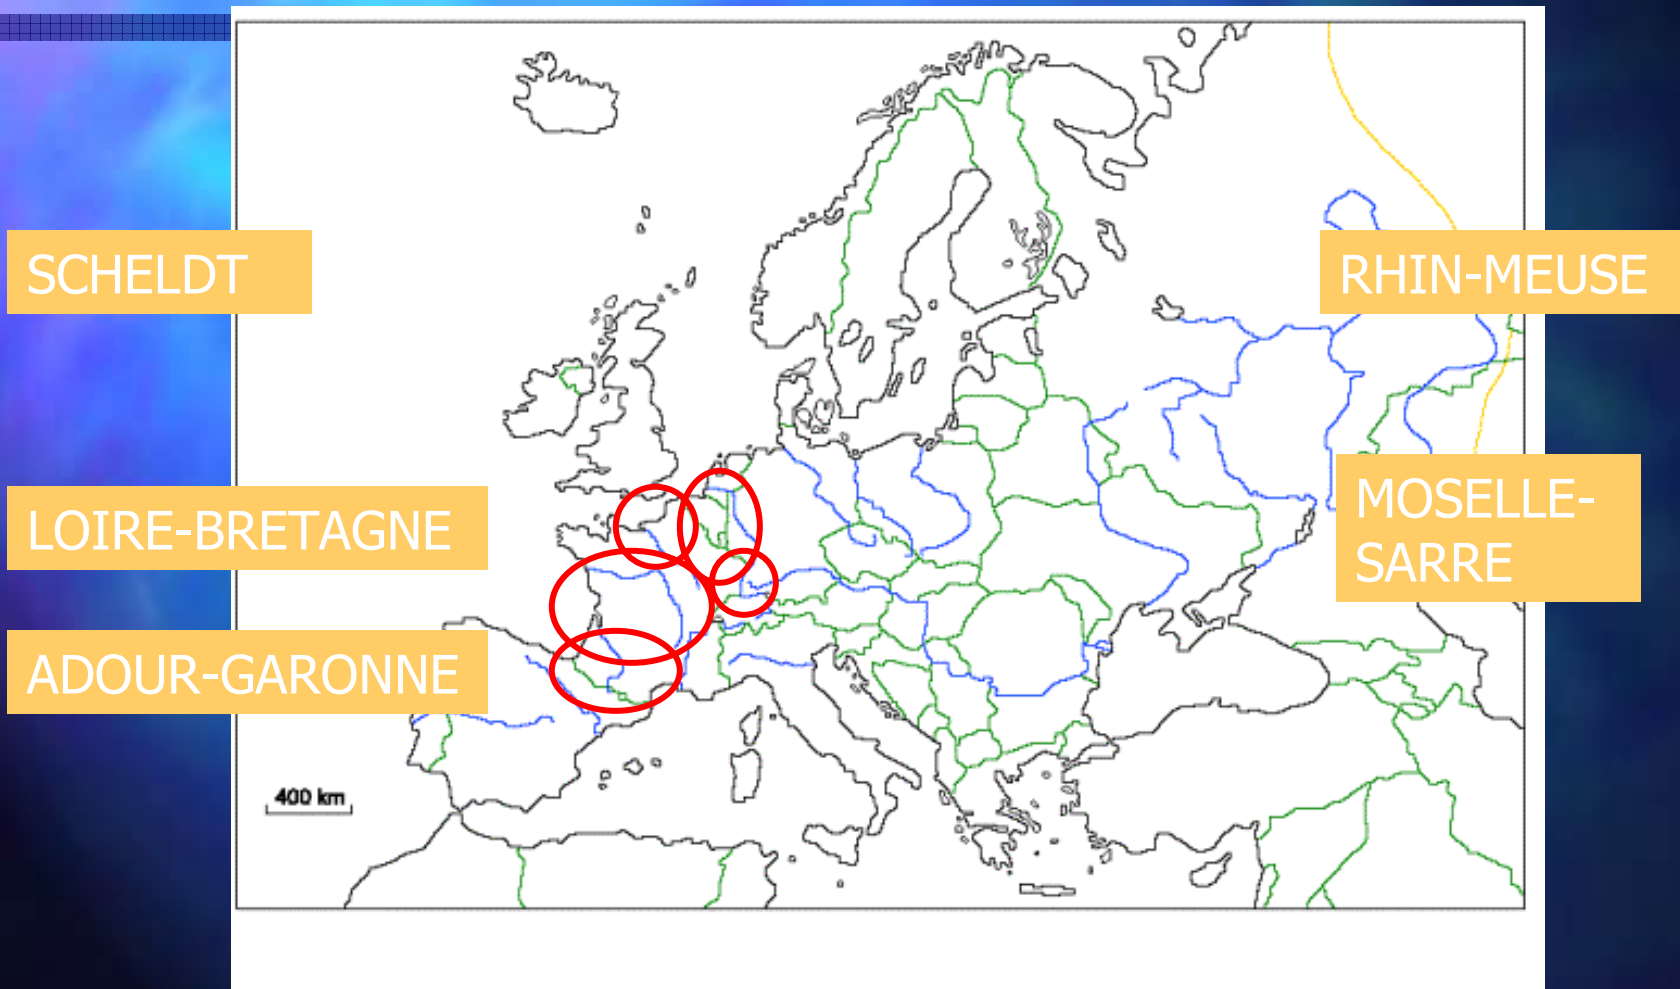 SCHELDT
RHIN-MEUSE
LOIRE-BRETAGNE
MOSELLE-
SARRE
ADOUR-GARONNE
400 km